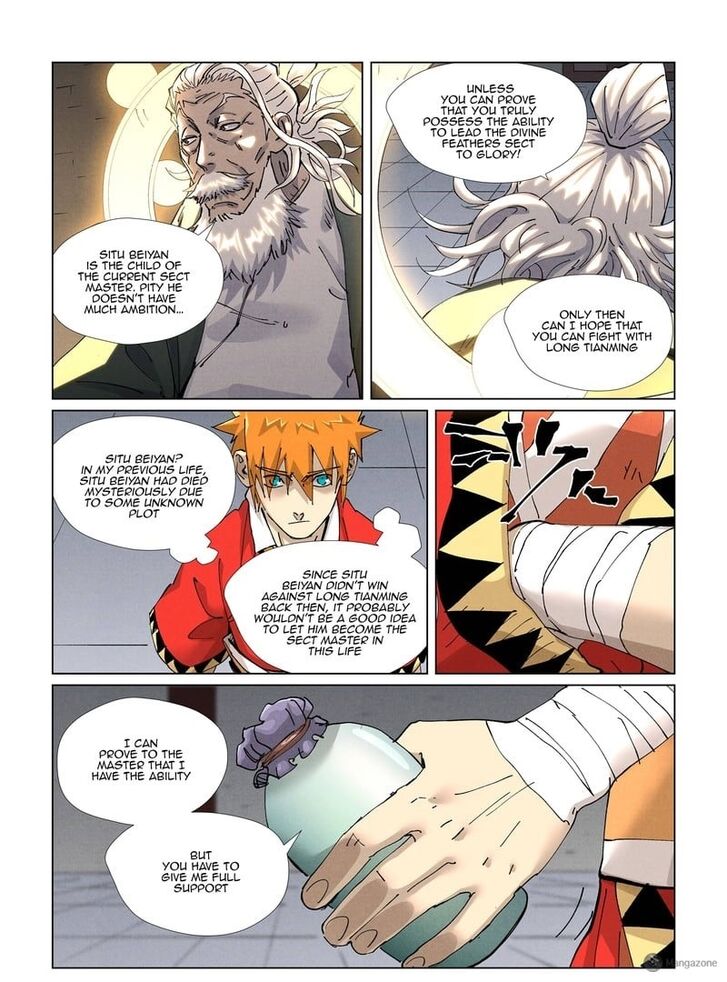 SITU BEIYAN
IS THE CHILD OF
THE CURRENT SECT
MASTER. PITY HE
DOESN'T HAVE
MUCH AMBITION...
UNLESS
YOU CAN PROVE
THAT YOU TRULY
POSSESS THE ABILITY
TO LEAD THE DIVINE
FEATHERS SECT
TO GLORY!
ONLY THEN
CAN I HOPE THAT
YOU CAN FIGHT WITH
LONG TIANMING
SITU BEIYAN?
IN MY PREVIOUS LIFE,
SITU BEIYAN HAD DIED
MYSTERIOUSLY DUE
TO SOME UNKNOWN
PLOT
SINCE SITU
BEIYAN DIDN'T WIN
AGAINST LONG TIANMING
BACK THEN, IT PROBABLY
WOULDN'T BE A GOOD IDEA
TO LET HIM BECOME THE
SECT MASTER IN
THIS LIFE
I CAN
PROVE TO THE
MASTER THAT I
HAVE THE ABILITY
BUT
YOU HAVE TO
GIVE ME FULL
SUPPORT
Mangazone